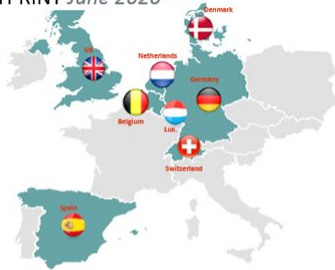 June 2020
Denmark
UK
Netherlands
Germany
Belgium
Lux.
Switzerland
Spain